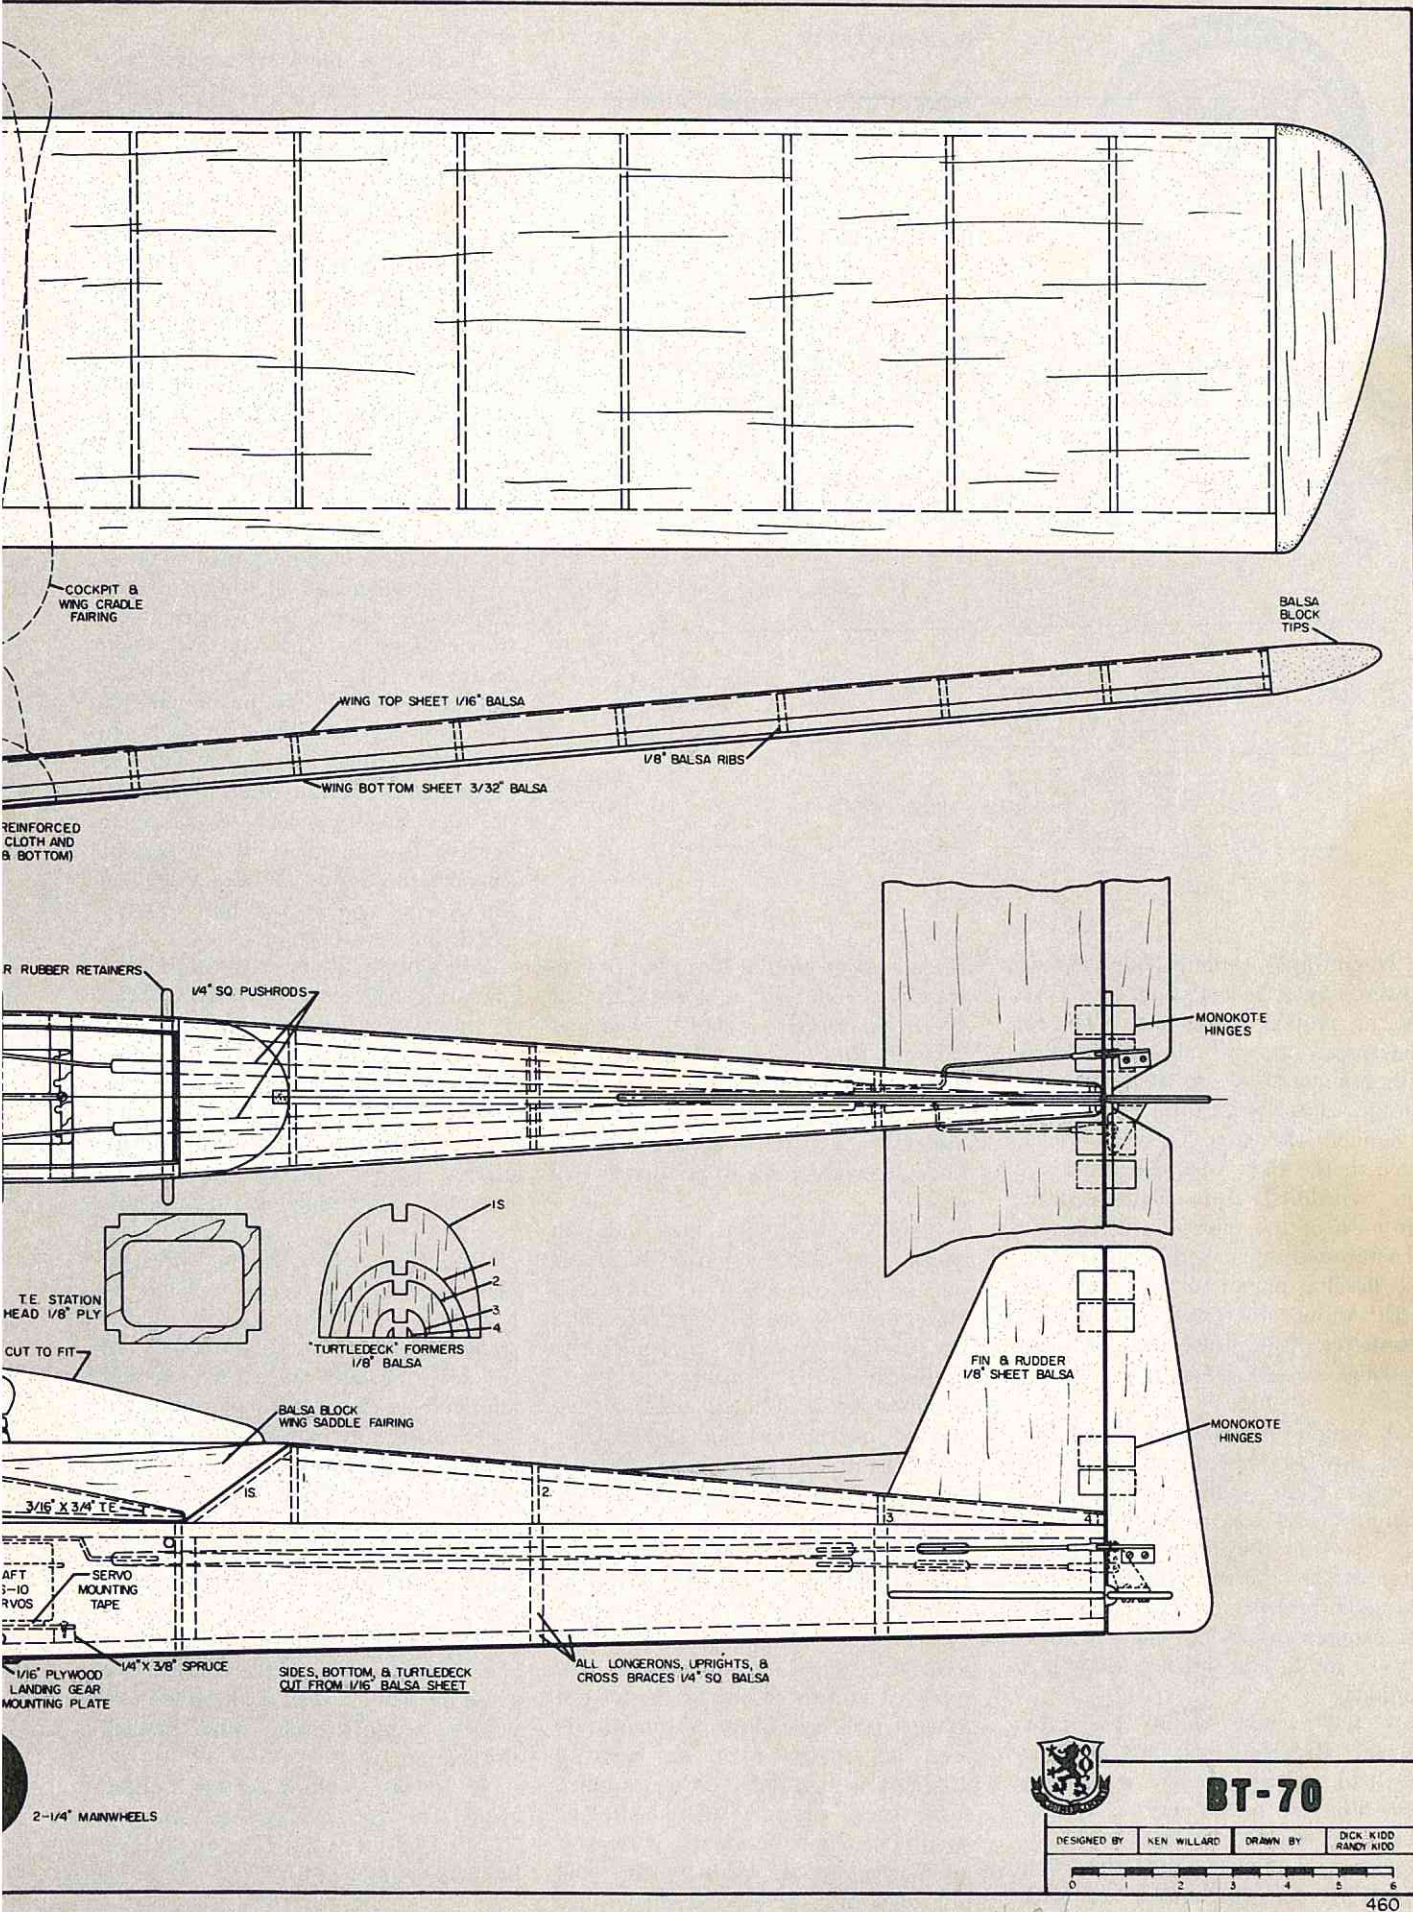 COCKPIT &
WING CRADLE
FAIRING
BALSA
BLOCK
TIPS
WING TOP SHEET 1/16" BALSA
1/8" BALSA RIBS
WING BOTTOM SHEET 3/32" BALSA
REINFORCED
CLOTH AND
& BOTTOM)
R RUBBER RETAINERS
1/4" SQ. PUSHRODS
MONOKOTE
HINGES
1S
1
2
3
4
T.E. STATION
HEAD 1/8" PLY
"TURTLEDECK" FORMERS
1/8" BALSA
CUT TO FIT
FIN & RUDDER
1/8" SHEET BALSA
BALSA BLOCK
WING SADDLE FAIRING
MONOKOTE
HINGES
1S.
1.
2.
3
4
3/16" X 3/4" T.E.
AFT
S-10
RVOS
SERVO
MOUNTING
TAPE
1/16" PLYWOOD
LANDING GEAR
MOUNTING PLATE
1/4" X 3/8" SPRUCE
SIDES, BOTTOM, & TURTLEDECK
CUT FROM 1/16" BALSA SHEET
ALL LONGERONS, UPRIGHTS, &
CROSS BRACES 1/4" SQ. BALSA
2-1/4" MAINWHEELS
BT-70
DESIGNED BY KEN WILLARD DRAWN BY DICK KIDD
RANDY KIDD
0 1 2 3 4 5 6
460